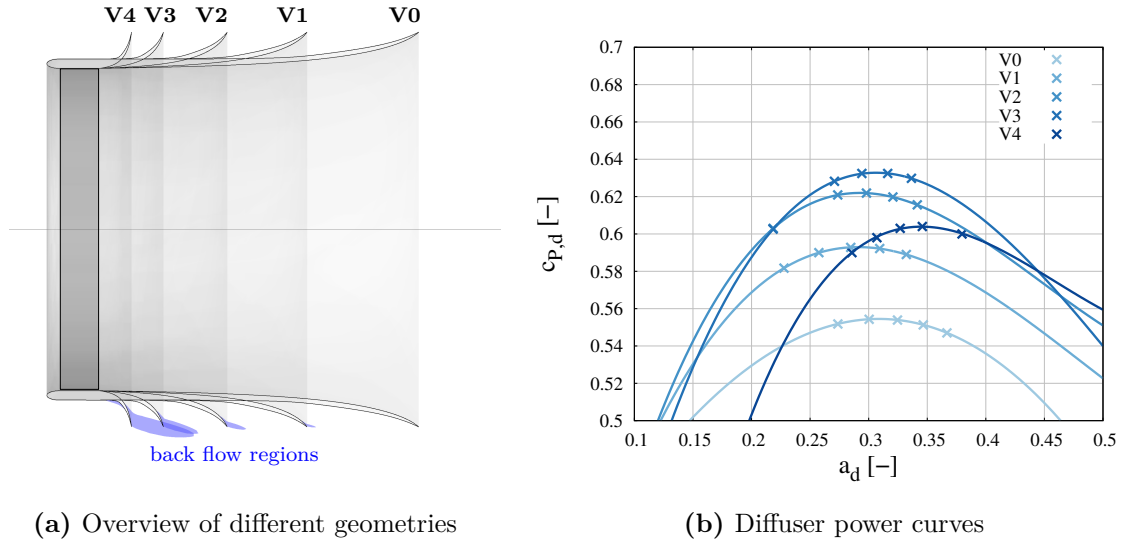 V4 V3 V2 V1 V0
back flow regions
(a) Overview of different geometries
0.7
0.68
0.66
0.64
0.62
0.6
0.58
0.56
0.54
0.52
0.5
c_P,d [−]
V0
V1
V2
V3
V4
0.1 0.15 0.2 0.25 0.3 0.35 0.4 0.45 0.5
a_d [−]
(b) Diffuser power curves